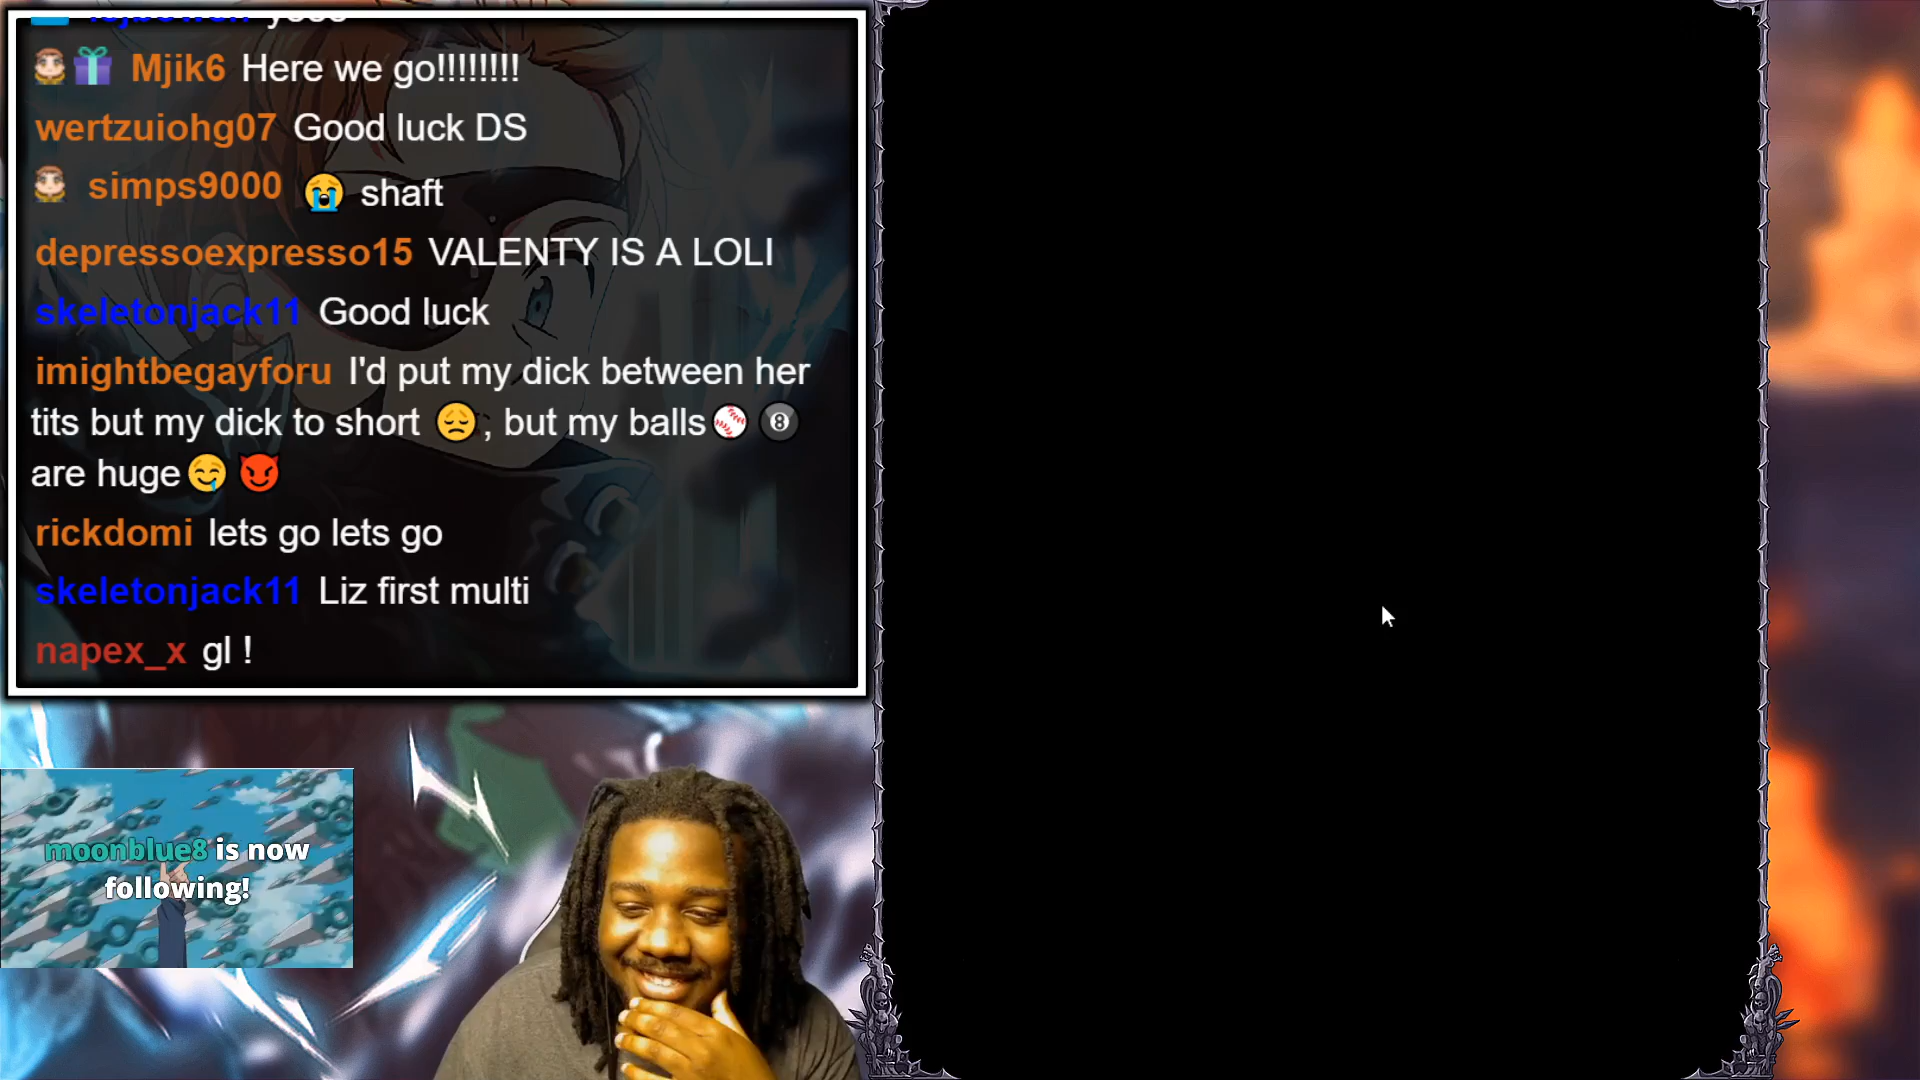 yooo
Mjik6 Here we go!!!!!!!!
wertzuiohg07 Good luck DS
simps9000 😭 shaft
depressoexpresso15 VALENTY IS A LOLI
skeletonjack11 Good luck
imightbegayforu I'd put my dick between her
tits but my dick to short 😔, but my balls⚾🎱
are huge🤤😈
rickdomi lets go lets go
skeletonjack11 Liz first multi
napex_x gl !
moonblue8 is now
following!